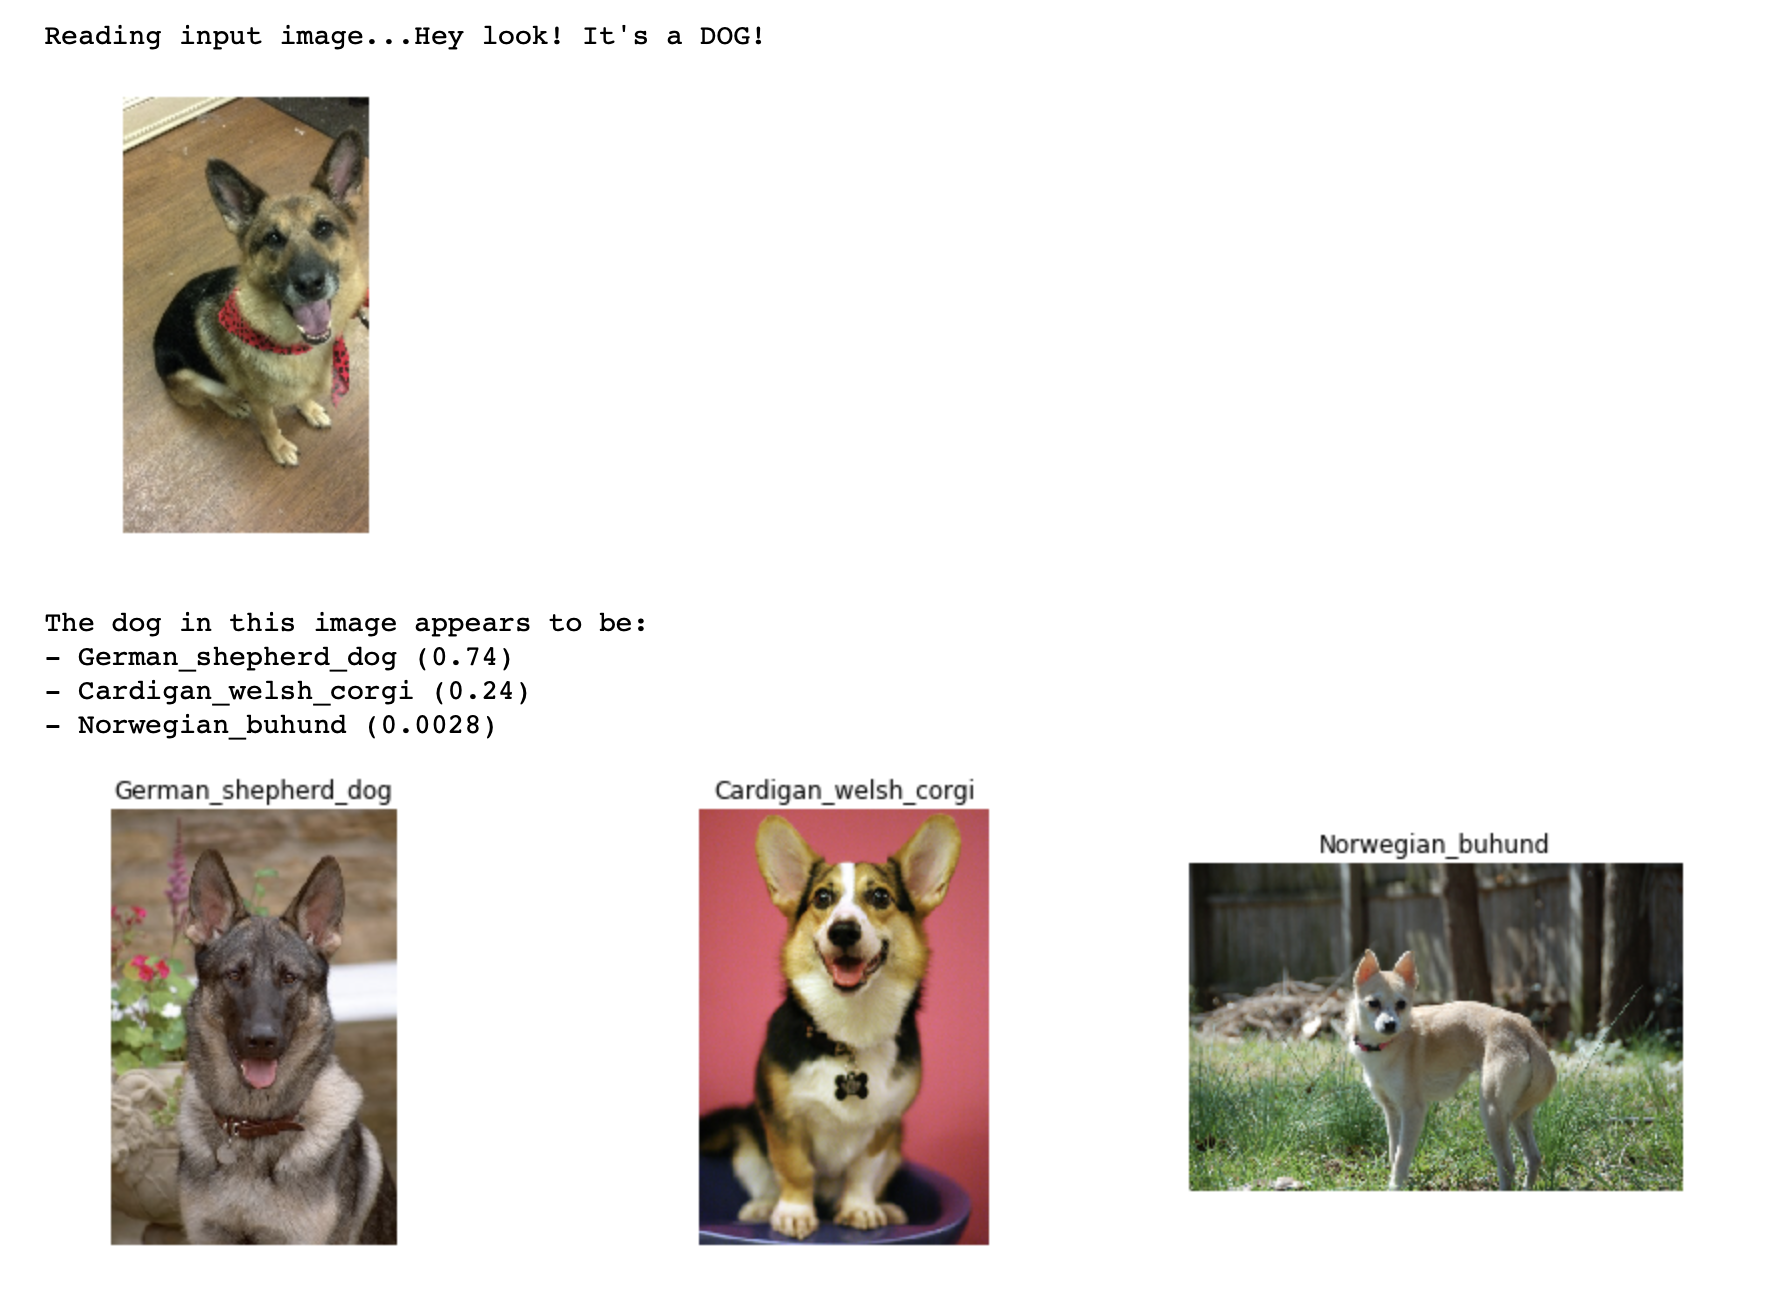 Reading input image...Hey look! It's a DOG!
The dog in this image appears to be:
- German_shepherd_dog (0.74)
- Cardigan_welsh_corgi (0.24)
- Norwegian_buhund (0.0028)
German_shepherd_dog
Cardigan_welsh_corgi
Norwegian_buhund